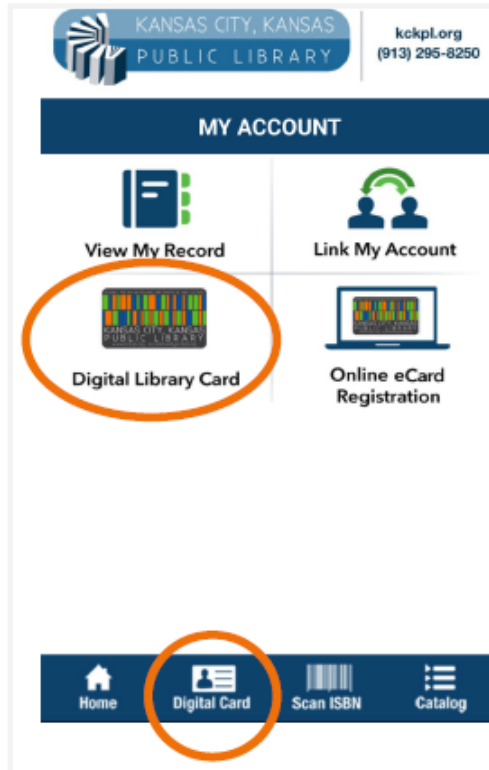 KANSAS CITY, KANSAS
PUBLIC LIBRARY
kckpl.org
(913) 295-8250
MY ACCOUNT
View My Record
Link My Account
KANSAS CITY, KANSAS
PUBLIC LIBRARY
Digital Library Card
Online eCard
Registration
Home
Digital Card
Scan ISBN
Catalog